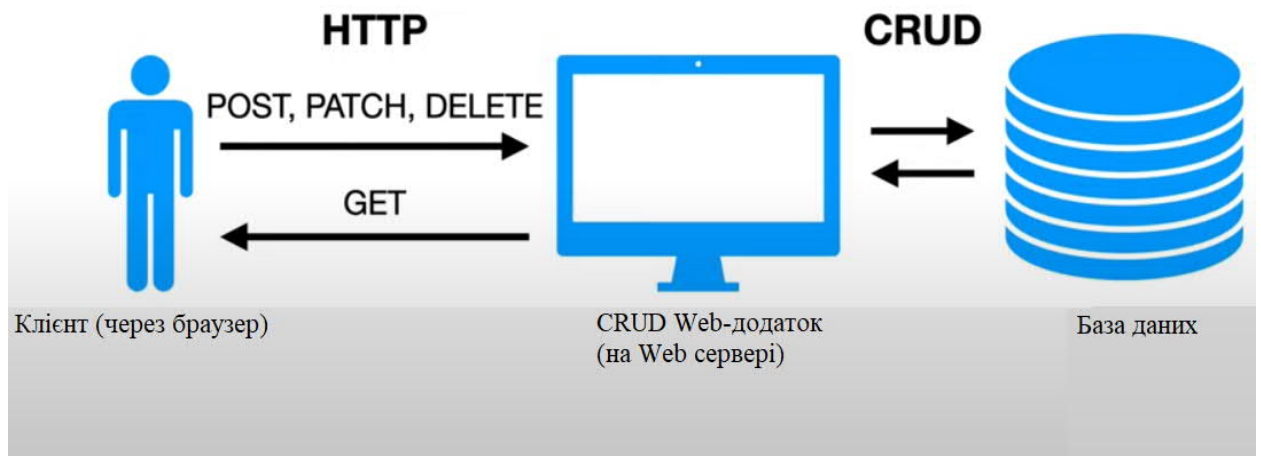 HTTP
CRUD
POST, PATCH, DELETE
GET
Клієнт (через браузер)
CRUD Web-додаток
(на Web сервері)
База даних